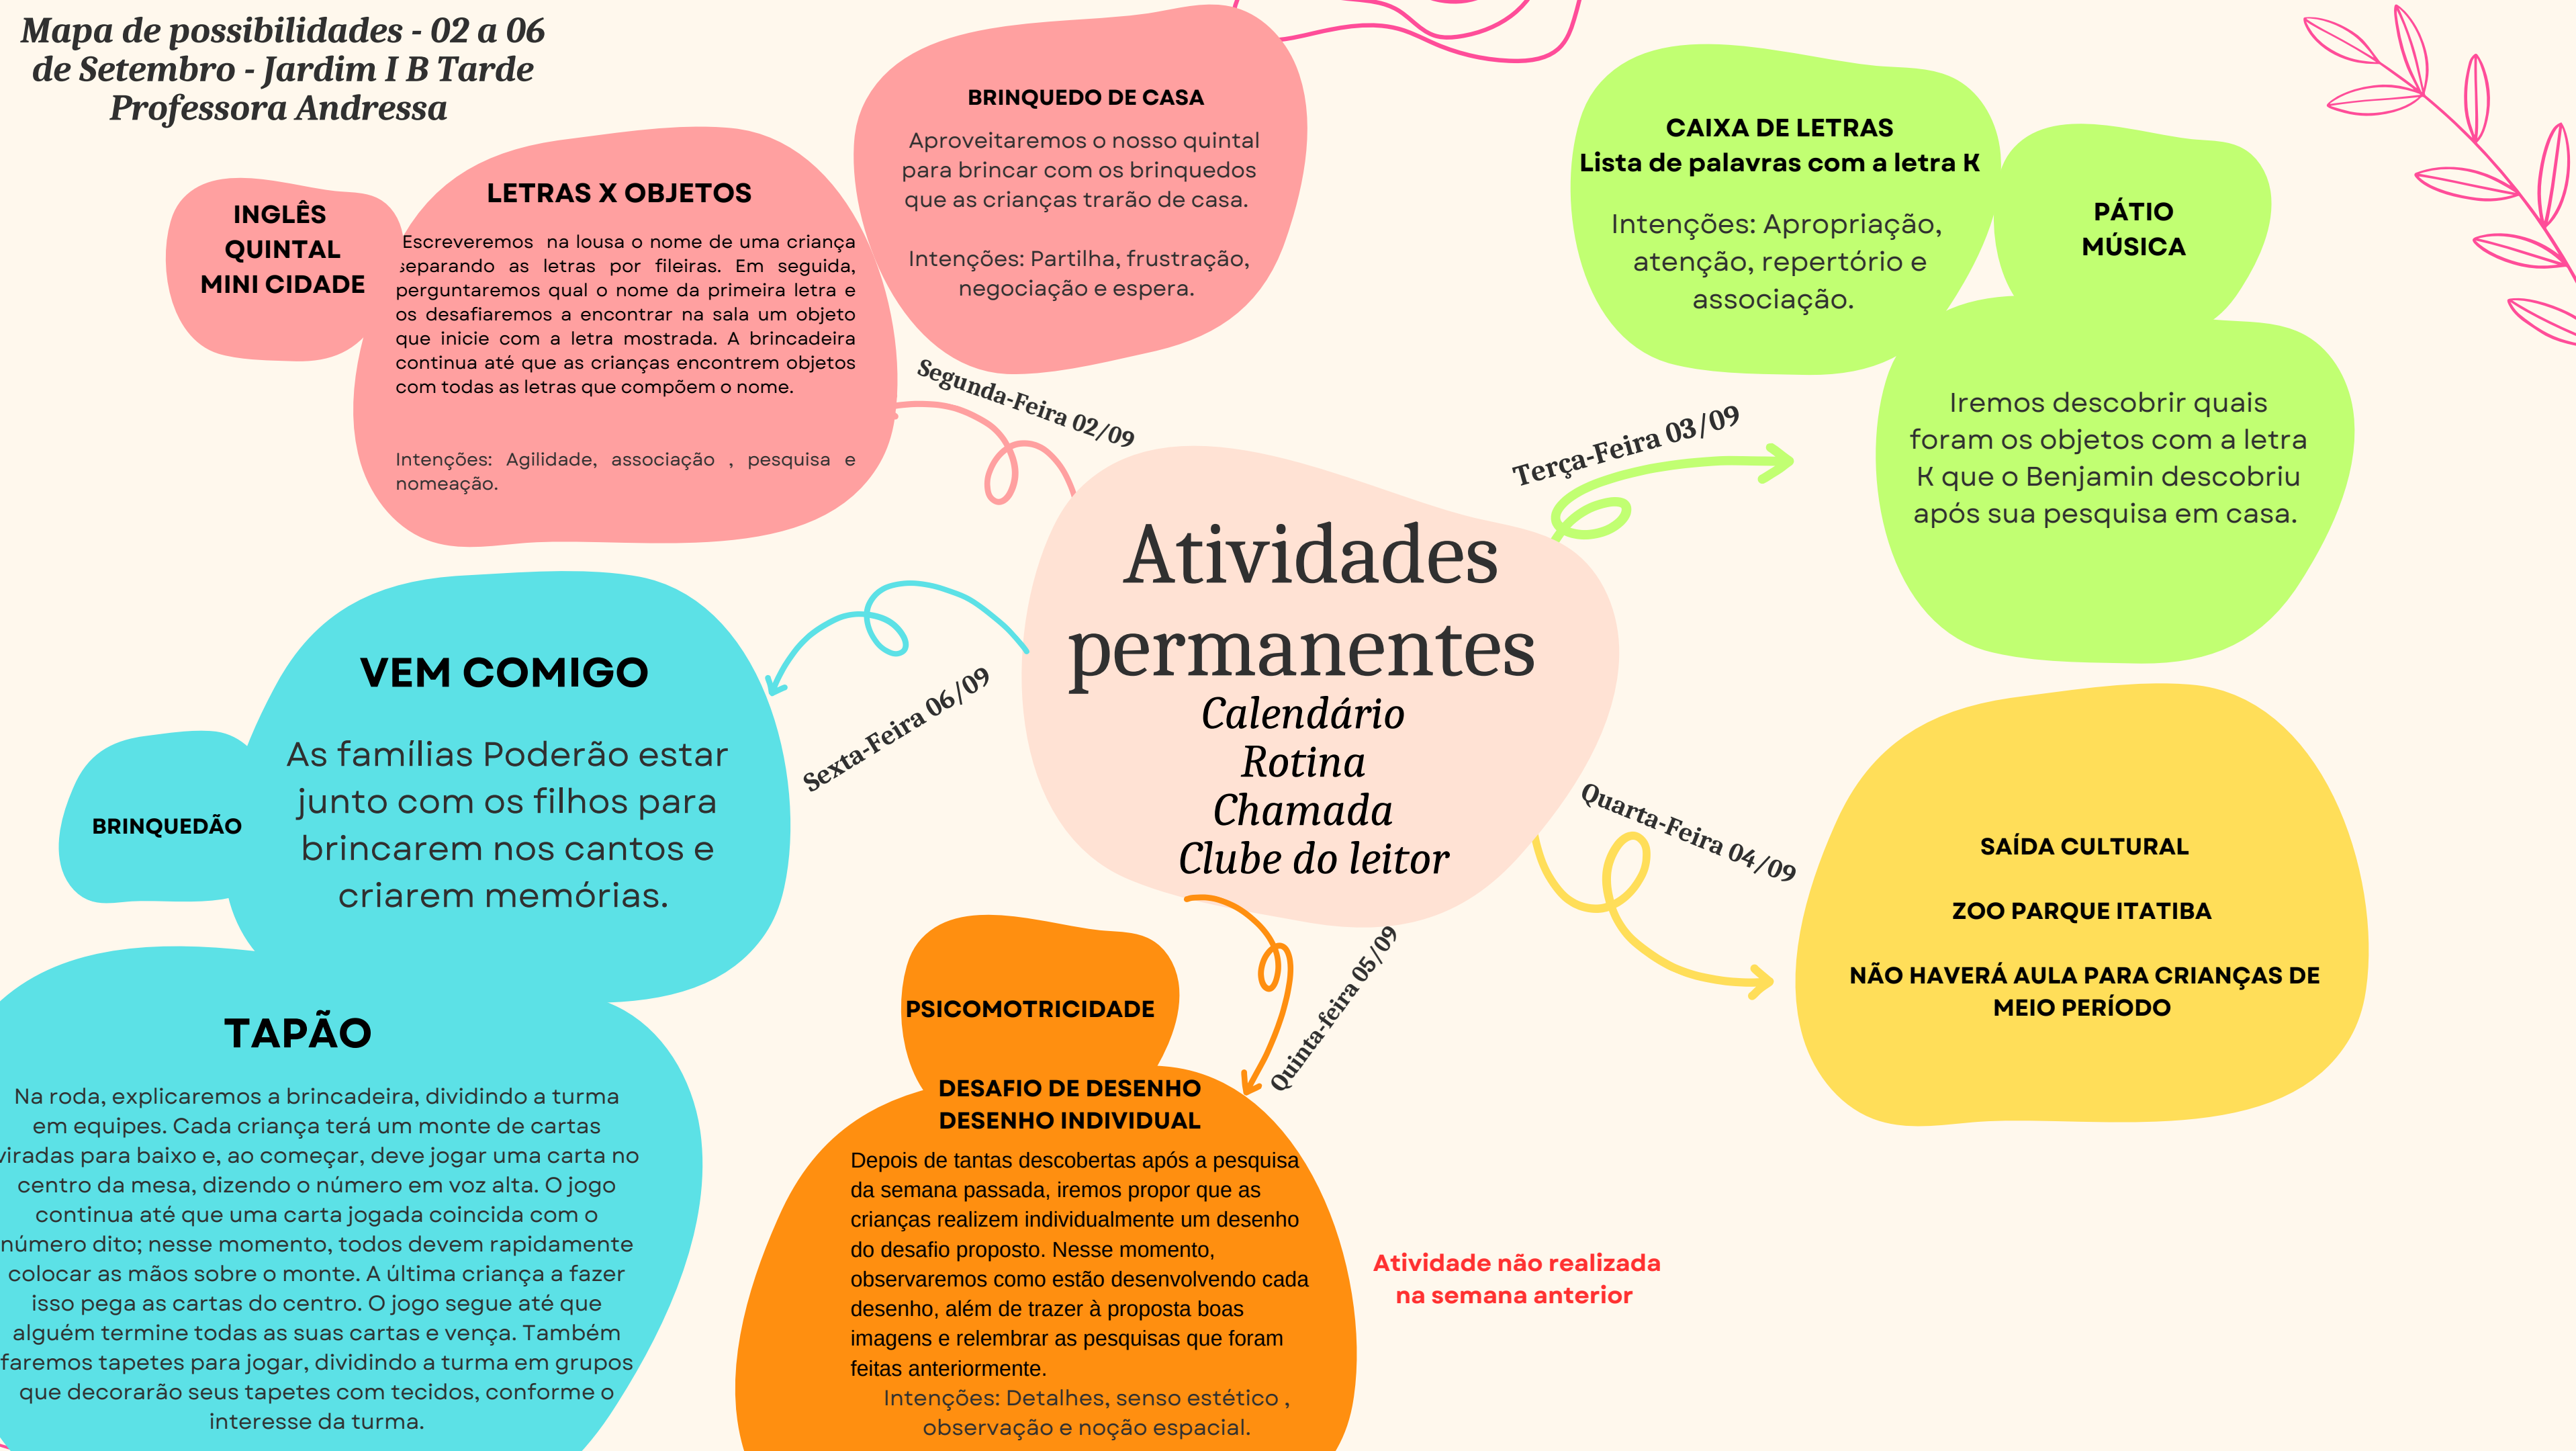 Mapa de possibilidades - 02 a 06
de Setembro - Jardim I B Tarde
Professora Andressa
INGLÊS
QUINTAL
MINI CIDADE
LETRAS X OBJETOS
Escreveremos na lousa o nome de uma criança
separando as letras por fileiras. Em seguida,
perguntaremos qual o nome da primeira letra e
os desafiaremos a encontrar na sala um objeto
que inicie com a letra mostrada. A brincadeira
continua até que as crianças encontrem objetos
com todas as letras que compõem o nome.
Intenções: Agilidade, associação , pesquisa e
nomeação.
BRINQUEDO DE CASA
Aproveitaremos o nosso quintal
para brincar com os brinquedos
que as crianças trarão de casa.
Intenções: Partilha, frustração,
negociação e espera.
Segunda-Feira 02/09
CAIXA DE LETRAS
Lista de palavras com a letra K
Intenções: Apropriação,
atenção, repertório e
associação.
PÁTIO
MÚSICA
Iremos descobrir quais
foram os objetos com a letra
K que o Benjamin descobriu
após sua pesquisa em casa.
Terça-Feira 03/09
Atividades
permanentes
Calendário
Rotina
Chamada
Clube do leitor
Quarta-Feira 04/09
SAÍDA CULTURAL
ZOO PARQUE ITATIBA
NÃO HAVERÁ AULA PARA CRIANÇAS DE
MEIO PERÍODO
Quinta-feira 05/09
PSICOMOTRICIDADE
DESAFIO DE DESENHO
DESENHO INDIVIDUAL
Depois de tantas descobertas após a pesquisa
da semana passada, iremos propor que as
crianças realizem individualmente um desenho
do desafio proposto. Nesse momento,
observaremos como estão desenvolvendo cada
desenho, além de trazer à proposta boas
imagens e relembrar as pesquisas que foram
feitas anteriormente.
Intenções: Detalhes, senso estético ,
observação e noção espacial.
Atividade não realizada
na semana anterior
Sexta-Feira 06/09
VEM COMIGO
As famílias Poderão estar
junto com os filhos para
brincarem nos cantos e
criarem memórias.
BRINQUEDÃO
TAPÃO
Na roda, explicaremos a brincadeira, dividindo a turma
em equipes. Cada criança terá um monte de cartas
viradas para baixo e, ao começar, deve jogar uma carta no
centro da mesa, dizendo o número em voz alta. O jogo
continua até que uma carta jogada coincida com o
número dito; nesse momento, todos devem rapidamente
colocar as mãos sobre o monte. A última criança a fazer
isso pega as cartas do centro. O jogo segue até que
alguém termine todas as suas cartas e vença. Também
faremos tapetes para jogar, dividindo a turma em grupos
que decorarão seus tapetes com tecidos, conforme o
interesse da turma.